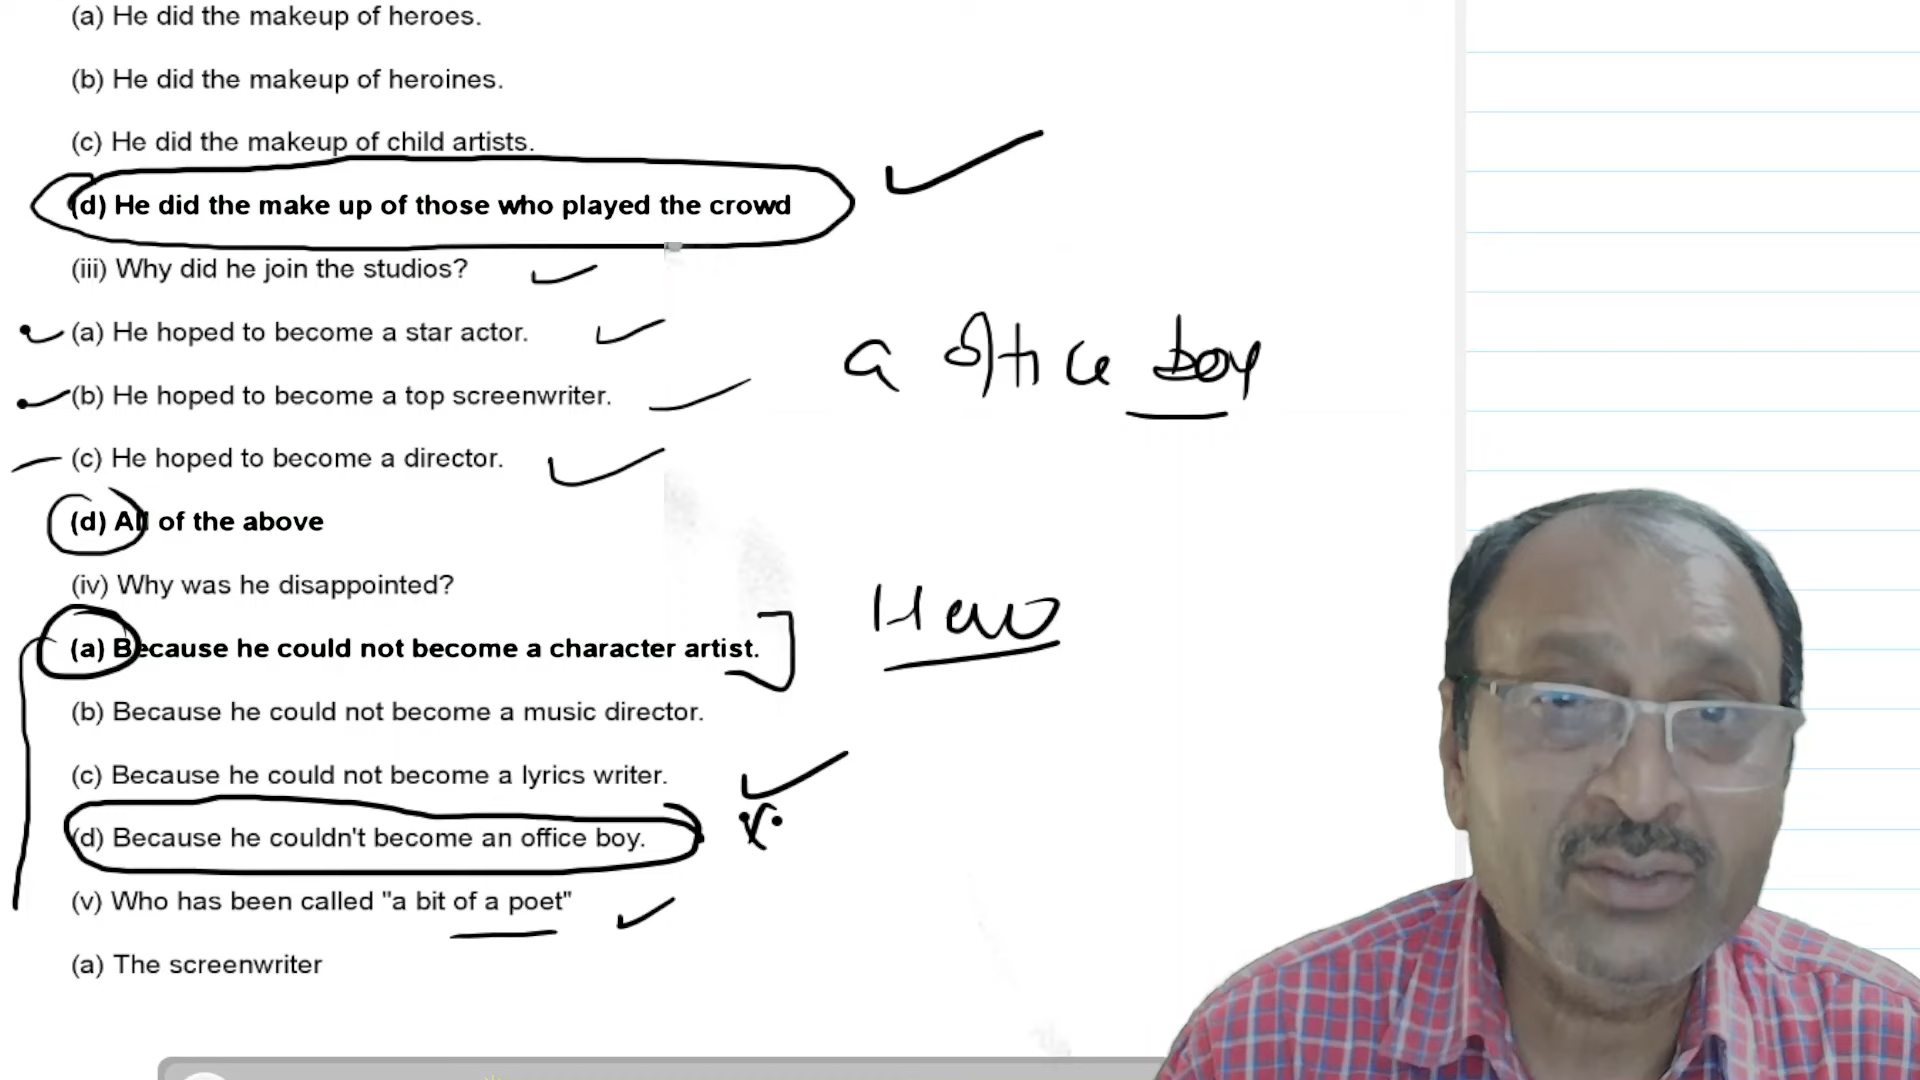 (a) He did the makeup of heroes.
(b) He did the makeup of heroines.
(c) He did the makeup of child artists.
(d) He did the make up of those who played the crowd
(iii) Why did he join the studios?
(a) He hoped to become a star actor.
(b) He hoped to become a top screenwriter.
a office boy
(c) He hoped to become a director.
(d) All of the above
(iv) Why was he disappointed?
Hero
(a) Because he could not become a character artist.
(b) Because he could not become a music director.
(c) Because he could not become a lyrics writer.
(d) Because he couldn't become an office boy.
(v) Who has been called "a bit of a poet"
(a) The screenwriter